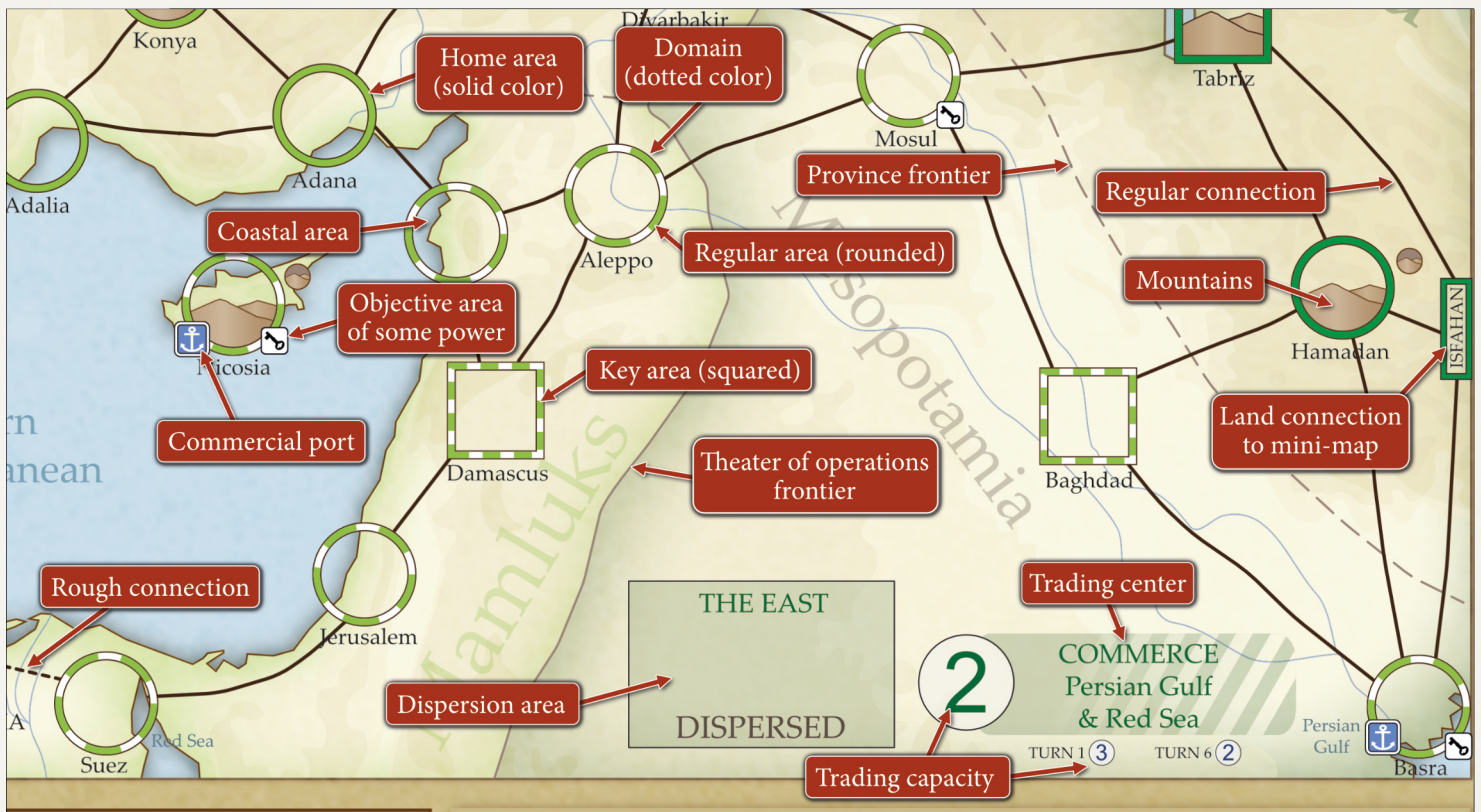 Diyarbakir
Konya
Home area
(solid color)
Domain
(dotted color)
Tabriz
Mosul
Province frontier
Regular connection
Adana
Adalia
Coastal area
Aleppo
Regular area (rounded)
Mesopotamia
Mountains
Objective area
of some power
Nicosia
Hamadan
ISFAHAN
Key area (squared)
Commercial port
Land connection
to mini-map
rn
anean
Damascus
Mamluks
Theater of operations
frontier
Baghdad
Rough connection
Jerusalem
THE EAST
DISPERSED
Trading center
2
COMMERCE
Persian Gulf
& Red Sea
TURN 1 3
TURN 6 2
Dispersion area
A
Red Sea
Suez
Trading capacity
Persian
Gulf
Basra